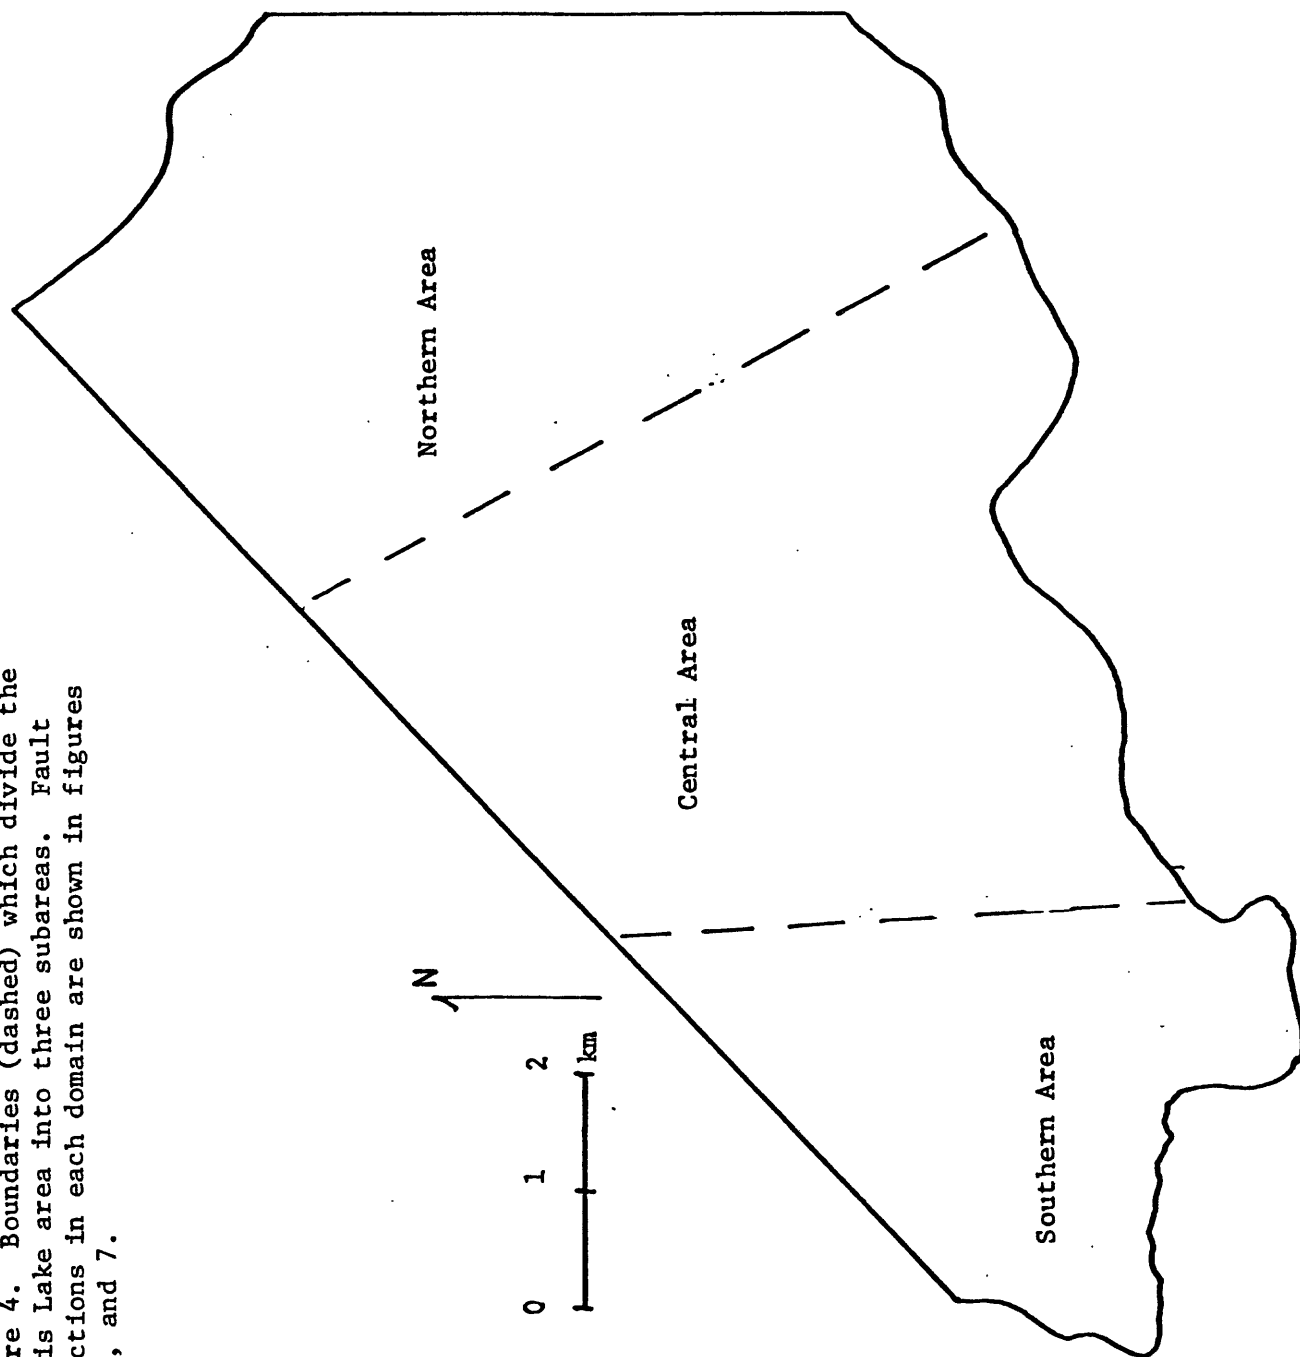 re 4. Boundaries (dashed) which divide the
is Lake area into three subareas. Fault
ctions in each domain are shown in figures
, and 7.
Northern Area
Central Area
Southern Area
N
0 1 2
km